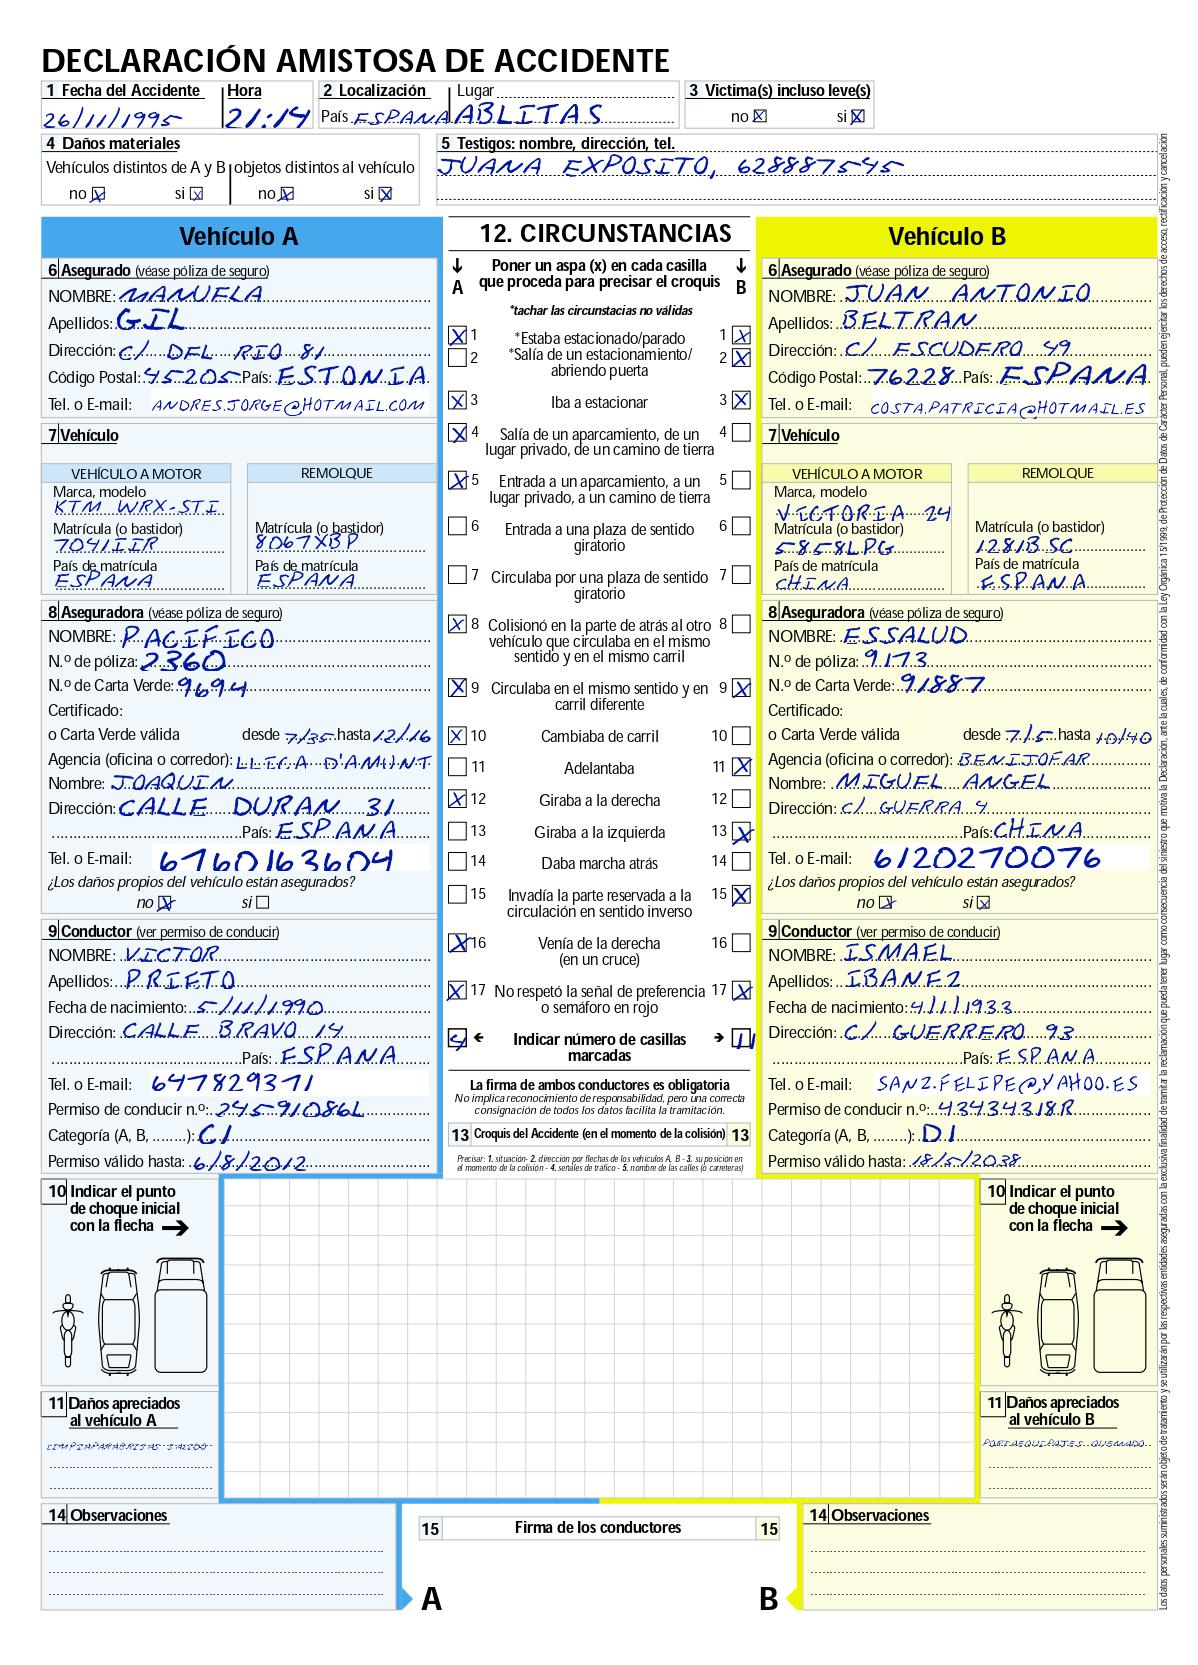 DECLARACIÓN AMISTOSA DE ACCIDENTE
1 Fecha del Accidente Hora
26/11/1995 21:14
2 Localización Lugar
País ESPANA ABLITAS
3 Victima(s) incluso leve(s)
no X si X
4 Daños materiales
Vehículos distintos de A y B objetos distintos al vehículo
no X si X no X si X
5 Testigos: nombre, dirección, tel.
JUANA EXPOSITO, 628887545
Vehículo A
6 Asegurado (véase póliza de seguro)
NOMBRE: MANUELA
Apellidos: GIL
Dirección: C/ DEL RIO 81
Código Postal: 45205 País: ESTONIA
Tel. o E-mail: ANDRES.JORGE@HOTMAIL.COM
7 Vehículo
VEHÍCULO A MOTOR REMOLQUE
Marca, modelo
KTM WRX-STI
Matrícula (o bastidor) Matrícula (o bastidor)
7041IIR 8067XBP
País de matrícula País de matrícula
ESPANA ESPANA
8 Aseguradora (véase póliza de seguro)
NOMBRE: PACIFICO
N.º de póliza: 2360
N.º de Carta Verde: 9694
Certificado:
o Carta Verde válida desde 7/35 hasta 12/16
Agencia (oficina o corredor): LLICA D'AMUNT
Nombre: JOAQUIN
Dirección: CALLE DURAN 31
País: ESPANA
Tel. o E-mail: 6760163604
¿Los daños propios del vehículo están asegurados?
no X si
9 Conductor (ver permiso de conducir)
NOMBRE: VICTOR
Apellidos: PRIETO
Fecha de nacimiento: 5/11/1990
Dirección: CALLE BRAVO 14
País: ESPANA
Tel. o E-mail: 647829371
Permiso de conducir n.º: 24591086L
Categoría (A, B, ........): C1
Permiso válido hasta: 6/8/2012
12. CIRCUNSTANCIAS
A Poner un aspa (x) en cada casilla que proceda para precisar el croquis B
*tachar las circunstacias no validas
X 1 *Estaba estacionado/parado 1 X
2 *Salía de un estacionamiento/ 2 X
abriendo puerta
X 3 Iba a estacionar 3 X
X 4 Salía de un aparcamiento, de un 4
lugar privado, de un camino de tierra
X 5 Entrada a un aparcamiento, a un 5
lugar privado, a un camino de tierra
6 Entrada a una plaza de sentido 6
giratorio
7 Circulaba por una plaza de sentido 7
giratorio
X 8 Colisionó en la parte de atrás al otro 8
vehículo que circulaba en el mismo
sentido y en el mismo carril
X 9 Circulaba en el mismo sentido y en 9 X
carril diferente
X 10 Cambiaba de carril 10
11 Adelantaba 11 X
X 12 Giraba a la derecha 12
13 Giraba a la izquierda 13 X
14 Daba marcha atrás 14
15 Invadía la parte reservada a la 15 X
circulación en sentido inverso
X 16 Venía de la derecha 16
(en un cruce)
X 17 No respetó la señal de preferencia 17 X
o semáforo en rojo
9 Indicar número de casillas 11
marcadas
La firma de ambos conductores es obligatoria
No implica reconocimiento de responsabilidad, pero una correcta
consignación de todos los datos facilita la tramitación.
13 Croquis del Accidente (en el momento de la colisión) 13
Precisar: 1. situación- 2. dirección por flechas de los vehículos A, B - 3. su posición en
el momento de la colisión - 4. señales de tráfico - 5. nombre de las calles (o carreteras)
Vehículo B
6 Asegurado (véase póliza de seguro)
NOMBRE: JUAN ANTONIO
Apellidos: BELTRAN
Dirección: C/ ESCUDERO 49
Código Postal: 76228 País: ESPANA
Tel. o E-mail: COSTA.PATRICIA@HOTMAIL.ES
7 Vehículo
VEHÍCULO A MOTOR REMOLQUE
Marca, modelo
VICTORIA 24
Matrícula (o bastidor) Matrícula (o bastidor)
5858LPG 1281BSC
País de matrícula País de matrícula
CHINA ESPANA
8 Aseguradora (véase póliza de seguro)
NOMBRE: ESSALUD
N.º de póliza: 9173
N.º de Carta Verde: 91887
Certificado:
o Carta Verde válida desde 7/5 hasta 10/40
Agencia (oficina o corredor): BENIJOFAR
Nombre: MIGUEL ANGEL
Dirección: C/ GUERRA 4
País: CHINA
Tel. o E-mail: 6120270076
¿Los daños propios del vehículo están asegurados?
no X si X
9 Conductor (ver permiso de conducir)
NOMBRE: ISMAEL
Apellidos: IBANEZ
Fecha de nacimiento: 4/1/1933
Dirección: C/ GUERRERO 93
País: ESPANA
Tel. o E-mail: SANZ.FELIPE@YAHOO.ES
Permiso de conducir n.º: 43434318R
Categoría (A, B, ........): D1
Permiso válido hasta: 18/5/2038
10 Indicar el punto
de choque inicial
con la flecha
11 Daños apreciados
al vehículo A
LIMPIAPARABRISAS SALIDO
10 Indicar el punto
de choque inicial
con la flecha
11 Daños apreciados
al vehículo B
PORTAEQUIPAJES QUEMADO
14 Observaciones
15 Firma de los conductores 15
A B
14 Observaciones
Los datos personales suministrados serán objeto de tratamiento y se utilizarán por las respectivas entidades aseguradas con la exclusiva finalidad de tramitar la reclamación que pueda tener lugar como consecuencia del siniestro que motiva la Declaración, ante la cuales, de conformidad con la Ley Orgánica 15/1999, de Protección de Datos de Carácter Personal, pueden ejercitar los derechos de acceso, rectificación y cancelación